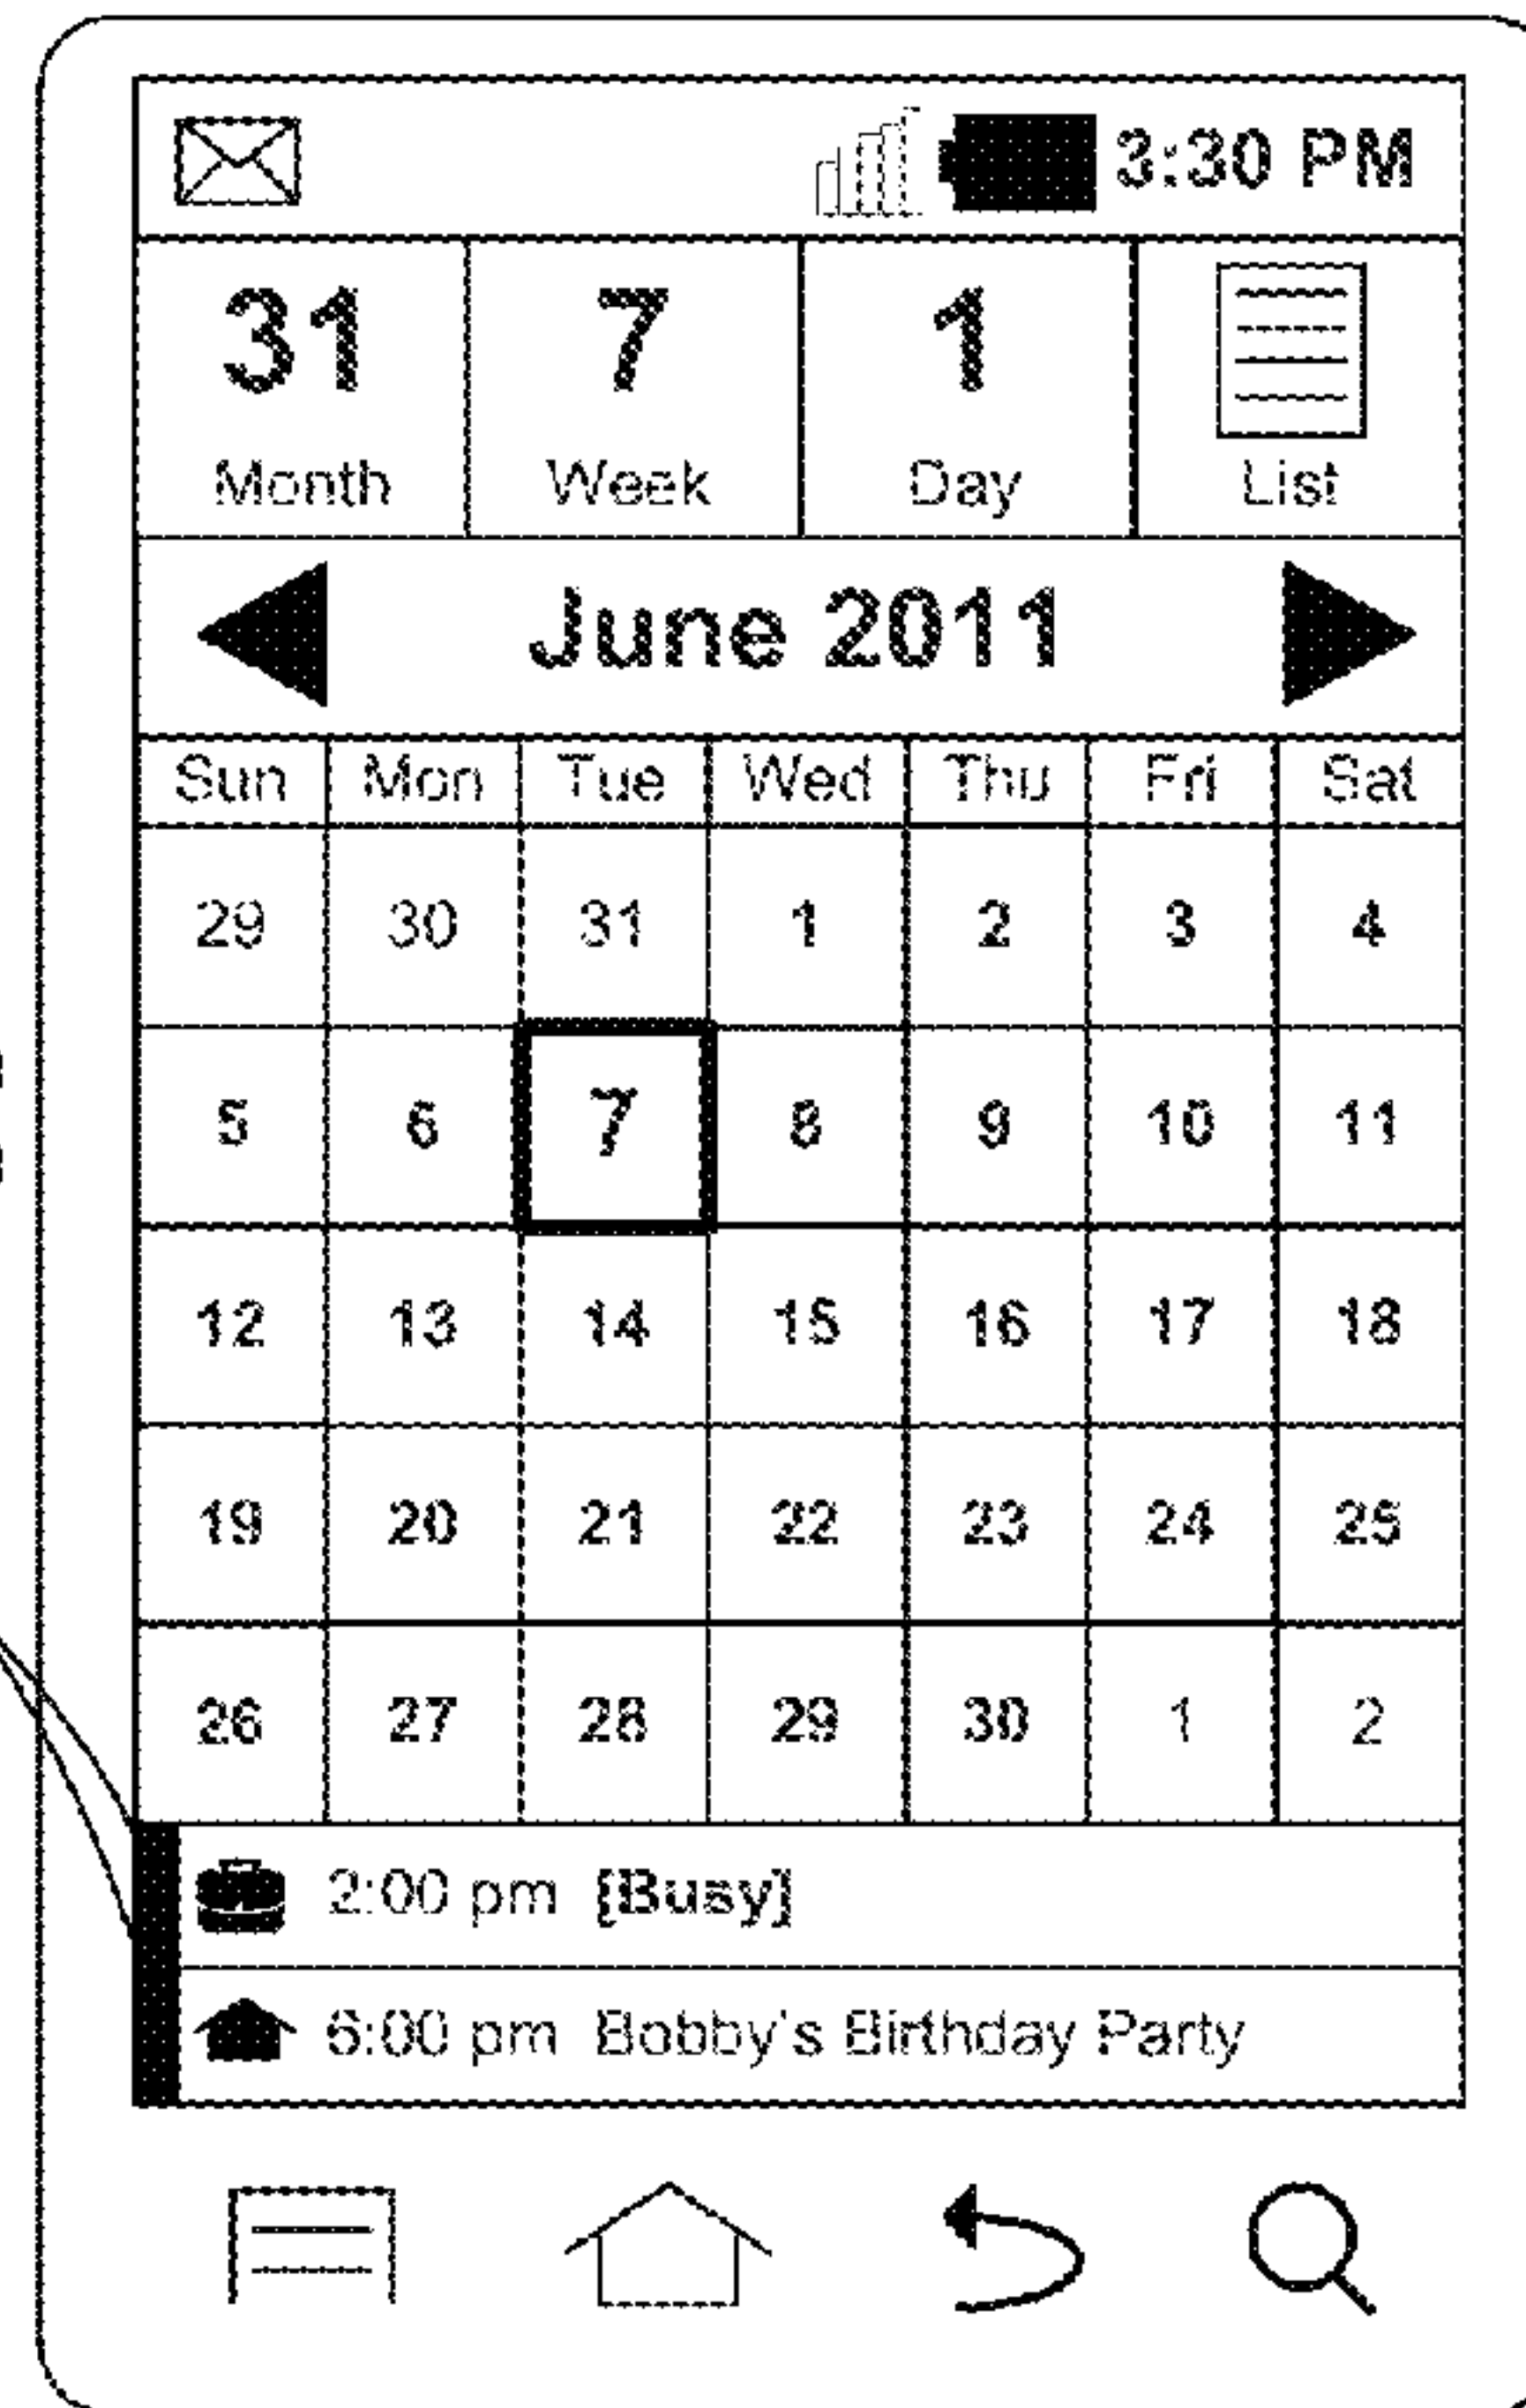 3:30 PM
31 7 1
Month Week Day List
June 2011
Sun Mon Tue Wed Thu Fri Sat
29 30 31 1 2 3 4
5 6 7 8 9 10 11
12 13 14 15 16 17 18
19 20 21 22 23 24 25
26 27 28 29 30 1 2
2:00 pm [Busy]
6:00 pm Bobby's Birthday Party